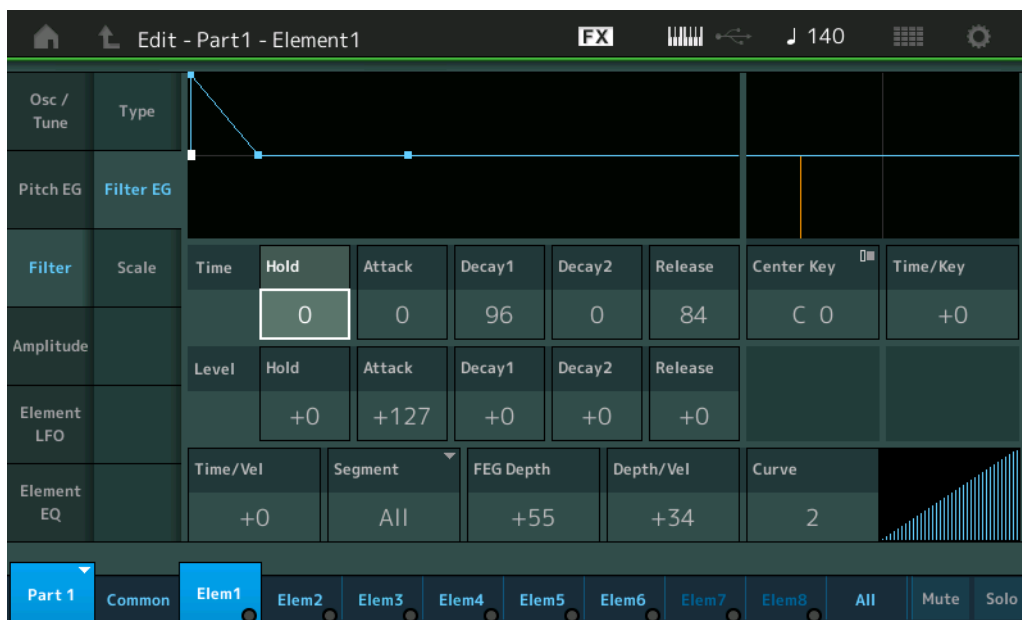 Edit - Part1 - Element1 FX 140
Osc / Tune
Type
Pitch EG
Filter EG
Filter
Scale
Amplitude
Element LFO
Element EQ
Time Hold Attack Decay1 Decay2 Release Center Key Time/Key
0 0 96 0 84 C 0 +0
Level Hold Attack Decay1 Decay2 Release
+0 +127 +0 +0 +0
Time/Vel Segment FEG Depth Depth/Vel Curve
+0 All +55 +34 2
Part 1 Common Elem1 Elem2 Elem3 Elem4 Elem5 Elem6 Elem7 Elem8 All Mute Solo